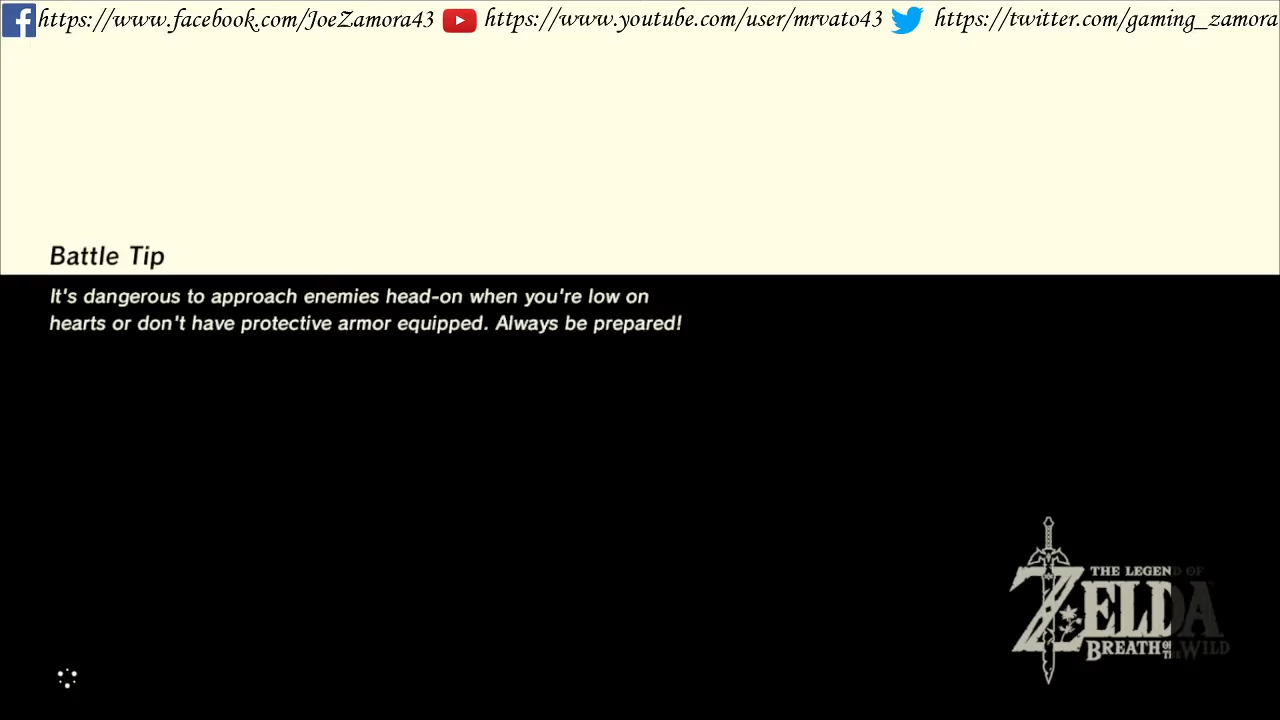 https://www.facebook.com/JoeZamora43 https://www.youtube.com/user/mrvato43 https://twitter.com/gaming_zamora
Battle Tip
It's dangerous to approach enemies head-on when you're low on
hearts or don't have protective armor equipped. Always be prepared!
THE LEGEND OF
ZELDA
BREATH OF THE WILD